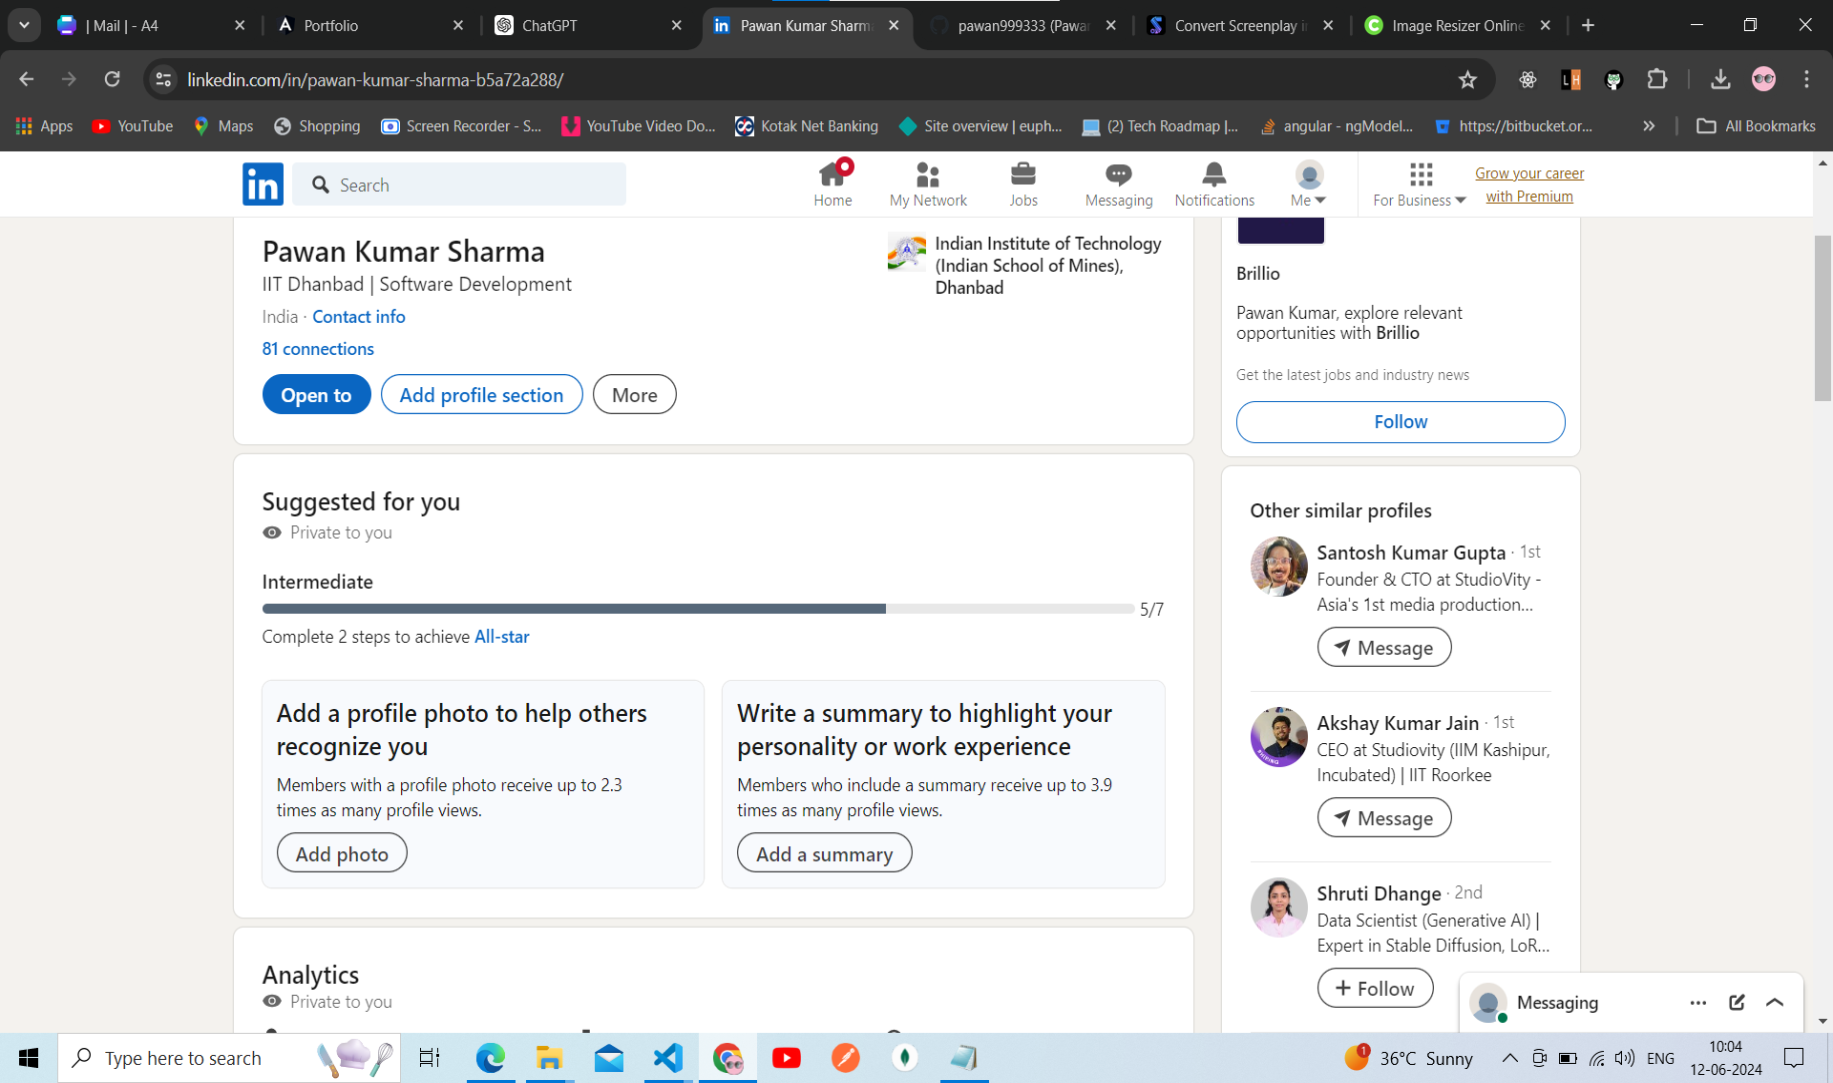 | Mail | - A4
Portfolio
ChatGPT
Pawan Kumar Sharm
pawan999333 (Pawan
Convert Screenplay i
Image Resizer Online
linkedin.com/in/pawan-kumar-sharma-b5a72a288/
LH
Apps
YouTube
Maps
Shopping
Screen Recorder - S...
YouTube Video Do...
Kotak Net Banking
Site overview | euph...
(2) Tech Roadmap |...
angular - ngModel...
https://bitbucket.or...
All Bookmarks
in
Search
Home
My Network
Jobs
Messaging
Notifications
Me
For Business
Grow your career
with Premium
Pawan Kumar Sharma
IIT Dhanbad | Software Development
India · Contact info
81 connections
Open to
Add profile section
More
Indian Institute of Technology
(Indian School of Mines),
Dhanbad
Brillio
Pawan Kumar, explore relevant
opportunities with Brillio
Get the latest jobs and industry news
Follow
Suggested for you
Private to you
Intermediate
5/7
Complete 2 steps to achieve All-star
Add a profile photo to help others
recognize you
Members with a profile photo receive up to 2.3
times as many profile views.
Add photo
Write a summary to highlight your
personality or work experience
Members who include a summary receive up to 3.9
times as many profile views.
Add a summary
Analytics
Private to you
Other similar profiles
Santosh Kumar Gupta · 1st
Founder & CTO at StudioVity -
Asia's 1st media production...
Message
Akshay Kumar Jain · 1st
CEO at Studiovity (IIM Kashipur,
Incubated) | IIT Roorkee
Message
Shruti Dhange · 2nd
Data Scientist (Generative AI) |
Expert in Stable Diffusion, LoR...
+ Follow
Messaging
Type here to search
1
36°C Sunny
ENG
10:04
12-06-2024